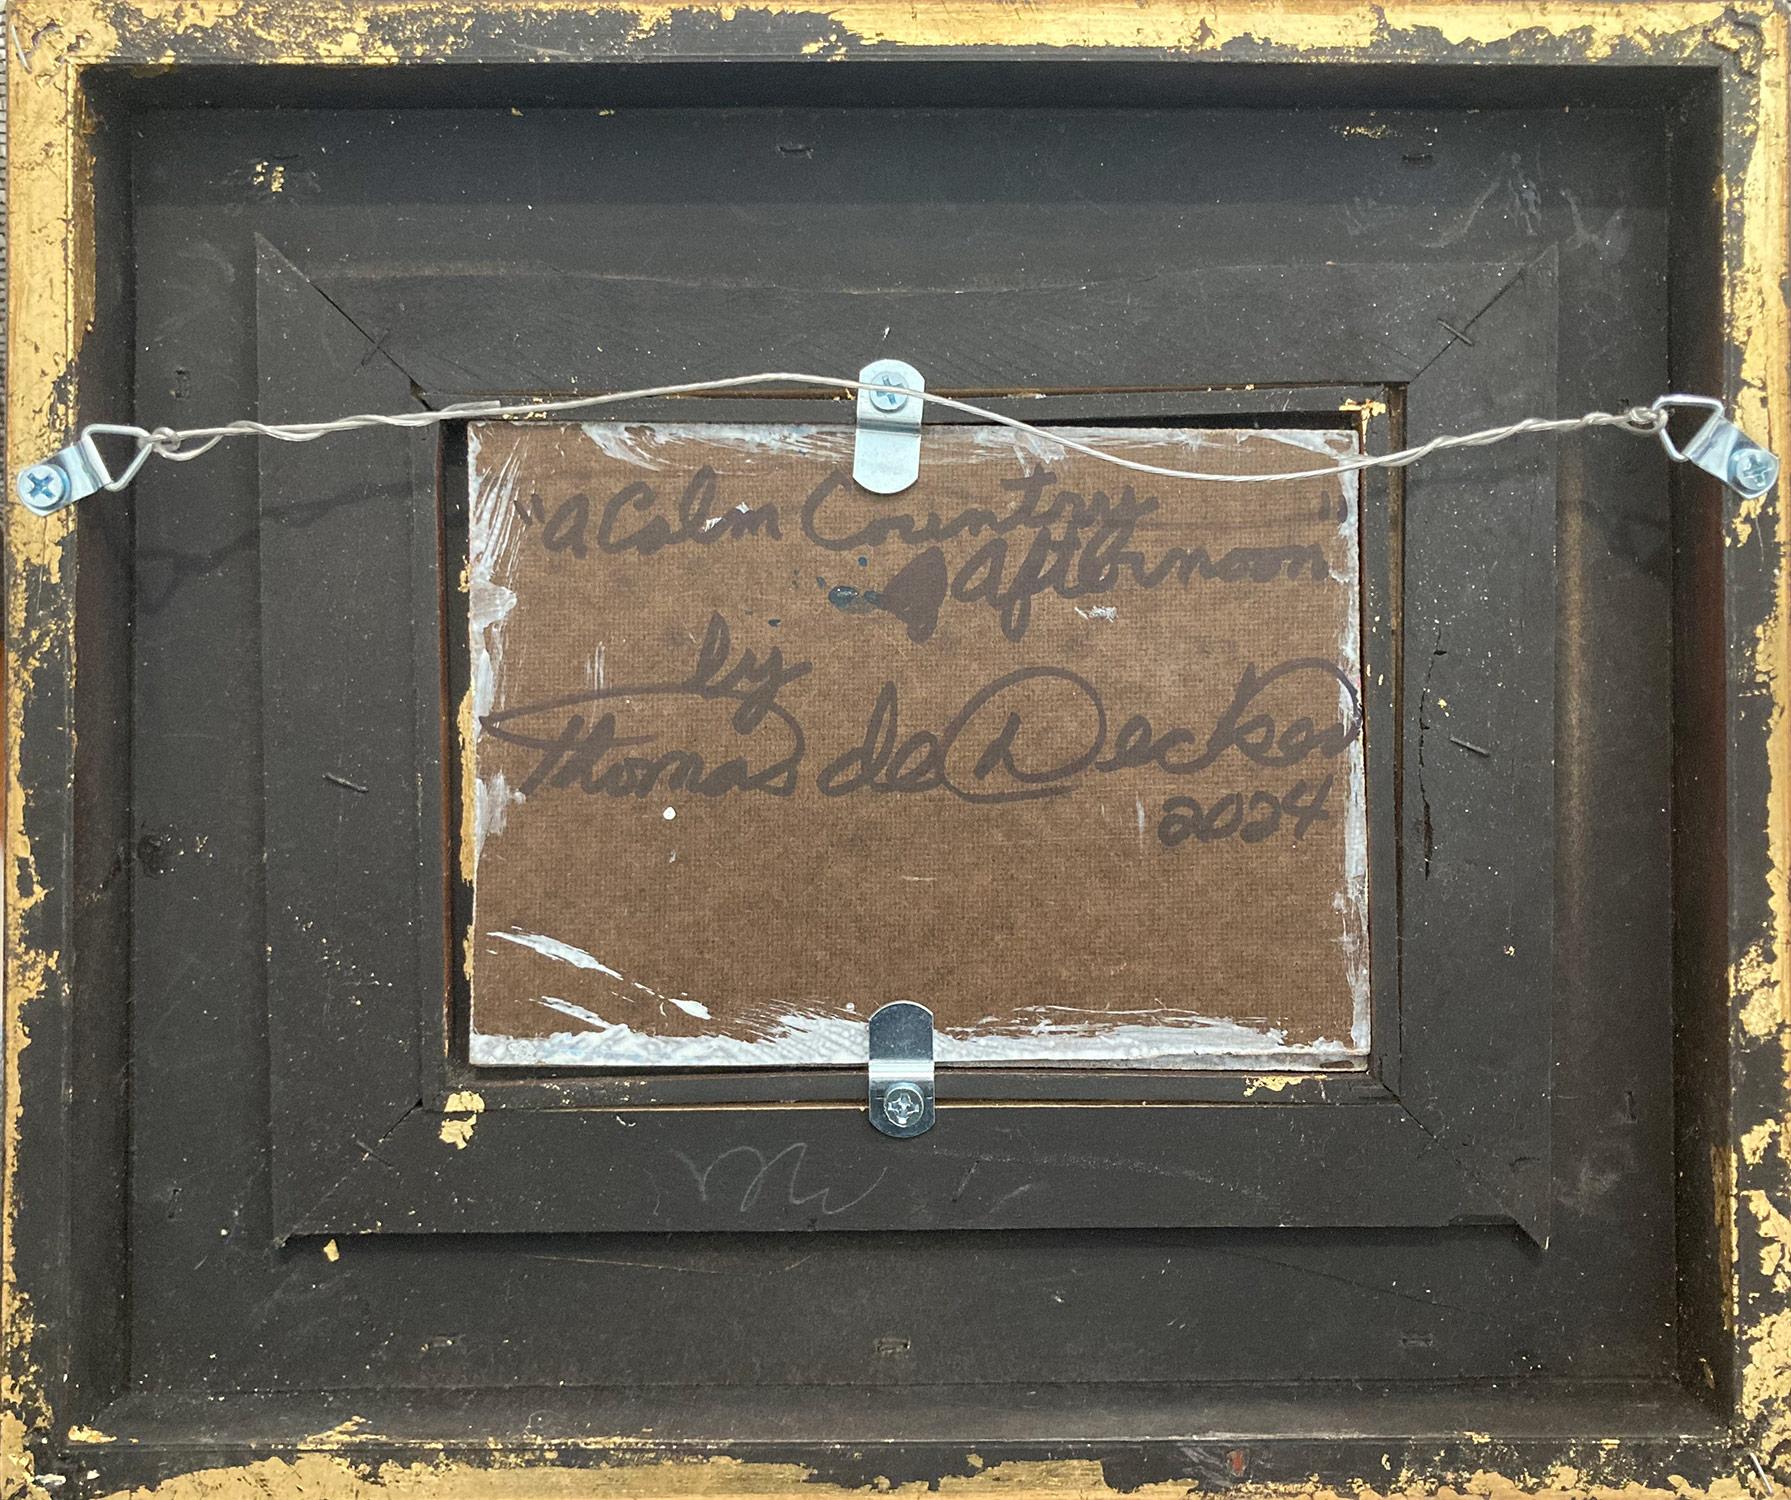 "A Calm Country
Afternoon"
by
Thomas de Decker
2024